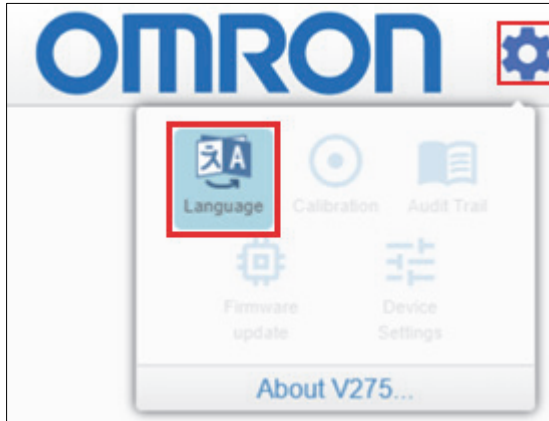 OMRON
Language Calibration Audit Trail
Firmware Device
update Settings
About V275...